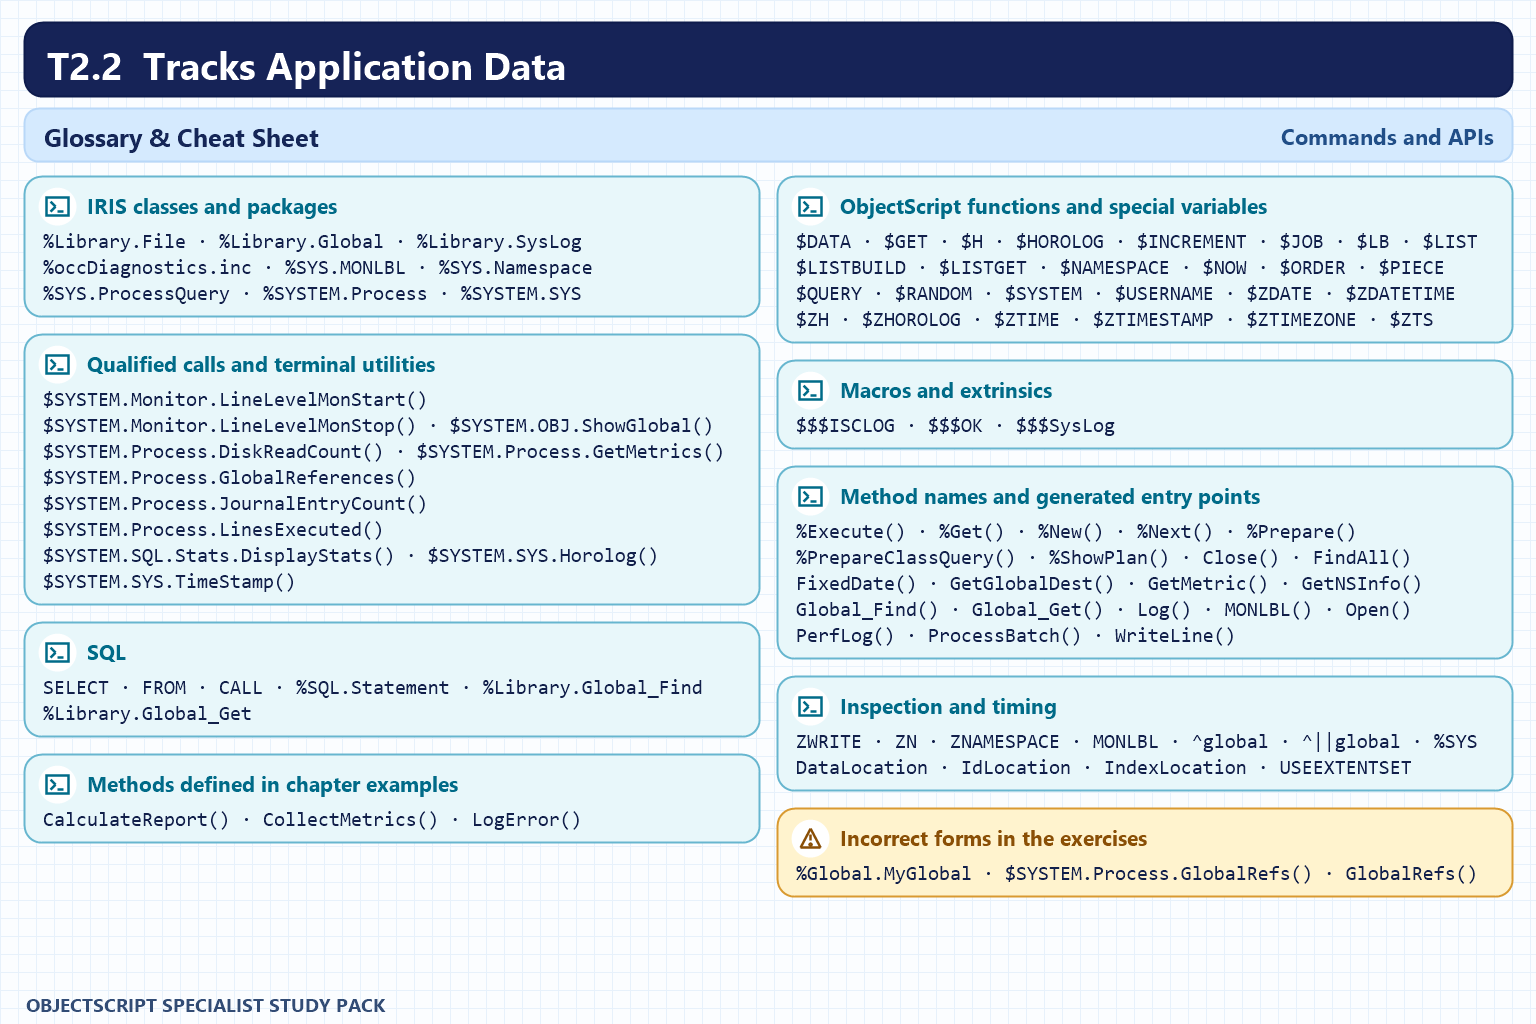 T2.2 Tracks Application Data
Glossary & Cheat Sheet
Commands and APIs
IRIS classes and packages
%Library.File · %Library.Global · %Library.SysLog
%occDiagnostics.inc · %SYS.MONLBL · %SYS.Namespace
%SYS.ProcessQuery · %SYSTEM.Process · %SYSTEM.SYS
Qualified calls and terminal utilities
$SYSTEM.Monitor.LineLevelMonStart()
$SYSTEM.Monitor.LineLevelMonStop() · $SYSTEM.OBJ.ShowGlobal()
$SYSTEM.Process.DiskReadCount() · $SYSTEM.Process.GetMetrics()
$SYSTEM.Process.GlobalReferences()
$SYSTEM.Process.JournalEntryCount()
$SYSTEM.Process.LinesExecuted()
$SYSTEM.SQL.Stats.DisplayStats() · $SYSTEM.SYS.Horolog()
$SYSTEM.SYS.TimeStamp()
SQL
SELECT · FROM · CALL · %SQL.Statement · %Library.Global_Find
%Library.Global_Get
Methods defined in chapter examples
CalculateReport() · CollectMetrics() · LogError()
ObjectScript functions and special variables
$DATA · $GET · $H · $HOROLOG · $INCREMENT · $JOB · $LB · $LIST
$LISTBUILD · $LISTGET · $NAMESPACE · $NOW · $ORDER · $PIECE
$QUERY · $RANDOM · $SYSTEM · $USERNAME · $ZDATE · $ZDATETIME
$ZH · $ZHOROLOG · $ZTIME · $ZTIMESTAMP · $ZTIMEZONE · $ZTS
Macros and extrinsics
$$$ISCLOG · $$$OK · $$$SysLog
Method names and generated entry points
%Execute() · %Get() · %New() · %Next() · %Prepare()
%PrepareClassQuery() · %ShowPlan() · Close() · FindAll()
FixedDate() · GetGlobalDest() · GetMetric() · GetNSInfo()
Global_Find() · Global_Get() · Log() · MONLBL() · Open()
PerfLog() · ProcessBatch() · WriteLine()
Inspection and timing
ZWRITE · ZN · ZNAMESPACE · MONLBL · ^global · ^||global · %SYS
DataLocation · IdLocation · IndexLocation · USEEXTENTSET
Incorrect forms in the exercises
%Global.MyGlobal · $SYSTEM.Process.GlobalRefs() · GlobalRefs()
OBJECTSCRIPT SPECIALIST STUDY PACK